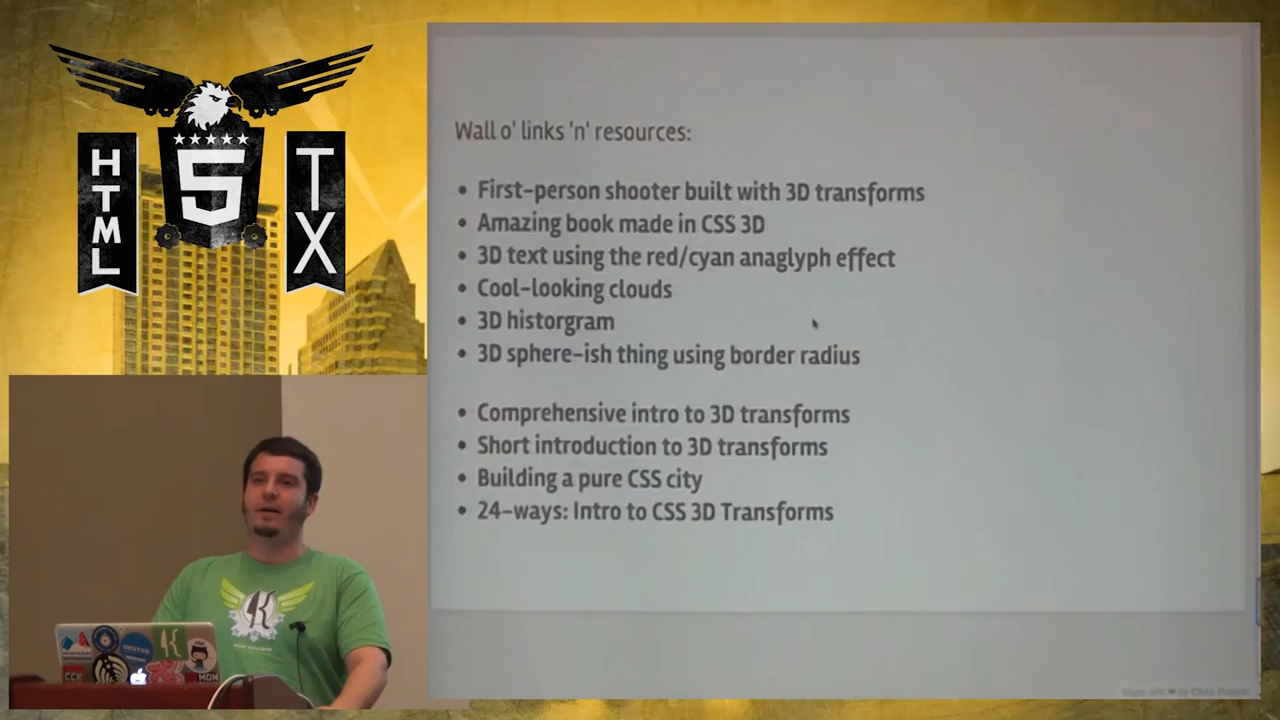 HTML
5
TX
Wall o' links 'n' resources:
• First-person shooter built with 3D transforms
• Amazing book made in CSS 3D
• 3D text using the red/cyan anaglyph effect
• Cool-looking clouds
• 3D historgram
• 3D sphere-ish thing using border radius
• Comprehensive intro to 3D transforms
• Short introduction to 3D transforms
• Building a pure CSS city
• 24-ways: Intro to CSS 3D Transforms
K
DENVER
K
CCK
MDN